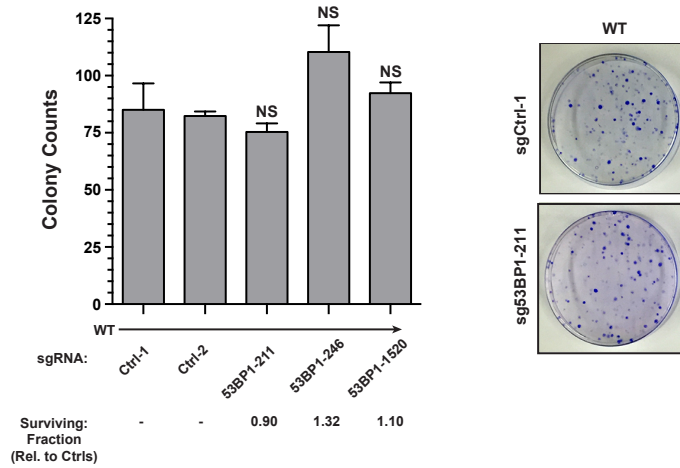 125
100
75
50
25
0
Colony Counts
NS
NS
NS
WT
sgRNA:
Ctrl-1
Ctrl-2
53BP1-211
53BP1-246
53BP1-1520
Surviving:
Fraction
(Rel. to Ctrls)
-
-
0.90
1.32
1.10
WT
sgCtrl-1
sg53BP1-211